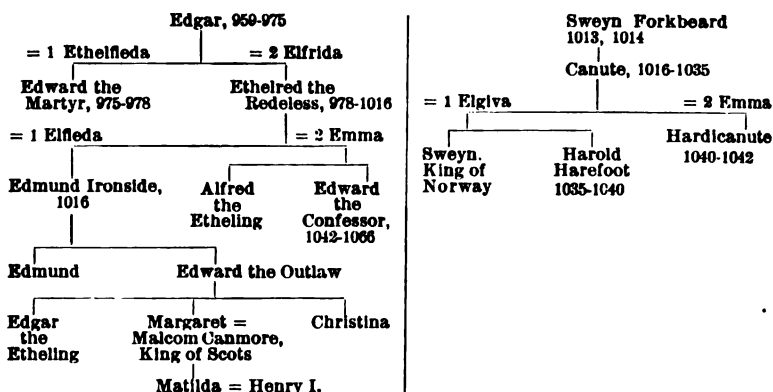 Edgar, 959-975
= 1 Ethelfleda = 2 Elfrida
Edward the Ethelred the
Martyr, 975-978 Redeless, 978-1016
= 1 Elfleda = 2 Emma
Edmund Ironside, Alfred Edward
1016 the the
Etheling Confessor,
1042-1066
Edmund Edward the Outlaw
Edgar Margaret = Christina
the Malcom Canmore,
Etheling King of Scots
Matilda = Henry I.
Sweyn Forkbeard
1013, 1014
Canute, 1016-1035
= 1 Elgiva = 2 Emma
Sweyn. Harold Hardicanute
King of Harefoot 1040-1042
Norway 1035-1040